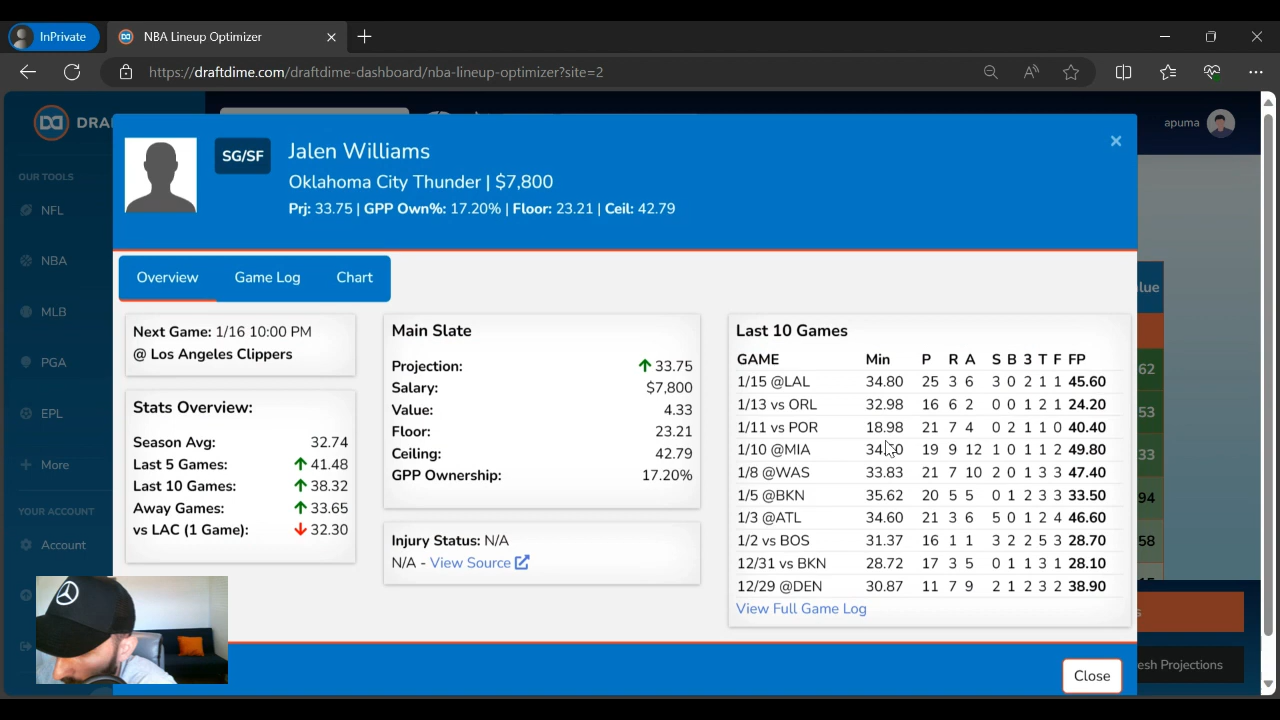 InPrivate
NBA Lineup Optimizer
https://draftdime.com/draftdime-dashboard/nba-lineup-optimizer?site=2
DRA
apuma
OUR TOOLS
NFL
NBA
MLB
PGA
EPL
More
YOUR ACCOUNT
Account
SG/SF
Jalen Williams
Oklahoma City Thunder | $7,800
Prj: 33.75 | GPP Own%: 17.20% | Floor: 23.21 | Ceil: 42.79
Overview Game Log Chart
Next Game: 1/16 10:00 PM
@ Los Angeles Clippers
Stats Overview:
Season Avg: 32.74
Last 5 Games: 41.48
Last 10 Games: 38.32
Away Games: 33.65
vs LAC (1 Game): 32.30
Main Slate
Projection: 33.75
Salary: $7,800
Value: 4.33
Floor: 23.21
Ceil: 42.79
GPP Ownership: 17.20%
Injury Status: N/A
N/A - View Source
Last 10 Games
GAME Min P R A S B 3 T F FP
1/15 @LAL 34.80 25 3 6 3 0 2 1 1 45.60
1/13 vs ORL 32.98 16 6 2 0 0 1 2 1 24.20
1/11 vs POR 18.98 21 7 4 0 2 1 1 0 40.40
1/10 @MIA 19 9 12 1 0 1 1 2 49.80
1/8 @WAS 33.83 21 7 10 2 0 1 3 3 47.40
1/5 @BKN 35.62 20 5 5 0 1 2 3 3 33.50
1/3 @ATL 34.60 21 3 6 5 0 1 2 4 46.60
1/2 vs BOS 31.37 16 1 1 3 2 2 5 3 28.70
12/31 vs BKN 28.72 17 3 5 0 1 1 3 1 28.10
12/29 @DEN 30.87 11 7 9 2 1 2 3 2 38.90
View Full Game Log
Close
lue
62
53
33
94
58
esh Projections